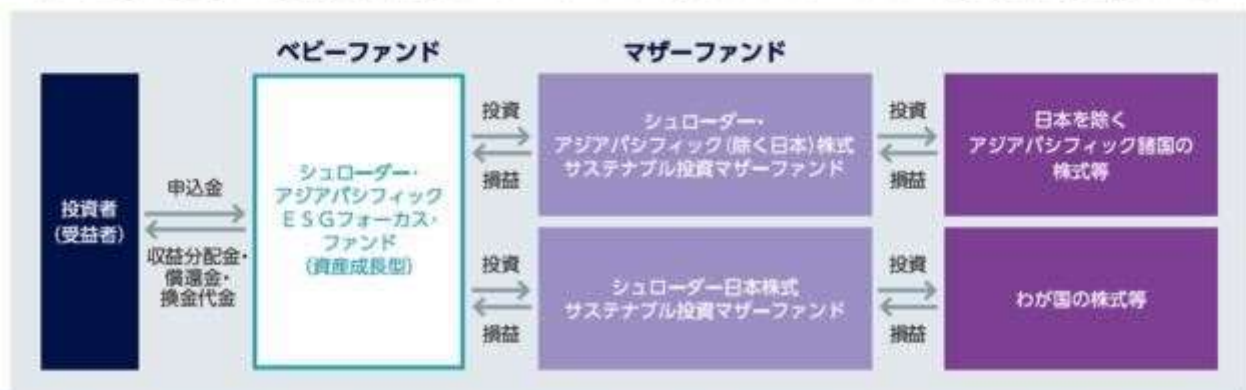 ベビーファンド
マザーファンド
投資者
(受益者)
申込金
収益分配金・
償還金・
換金代金
シュローダー・
アジアパシフィック
ESGフォーカス・
ファンド
(資産成長型)
投資
損益
シュローダー・
アジアパシフィック(除く日本)株式
サステナブル投資マザーファンド
投資
損益
日本を除く
アジアパシフィック諸国の
株式等
投資
損益
シュローダー日本株式
サステナブル投資マザーファンド
投資
損益
わが国の株式等